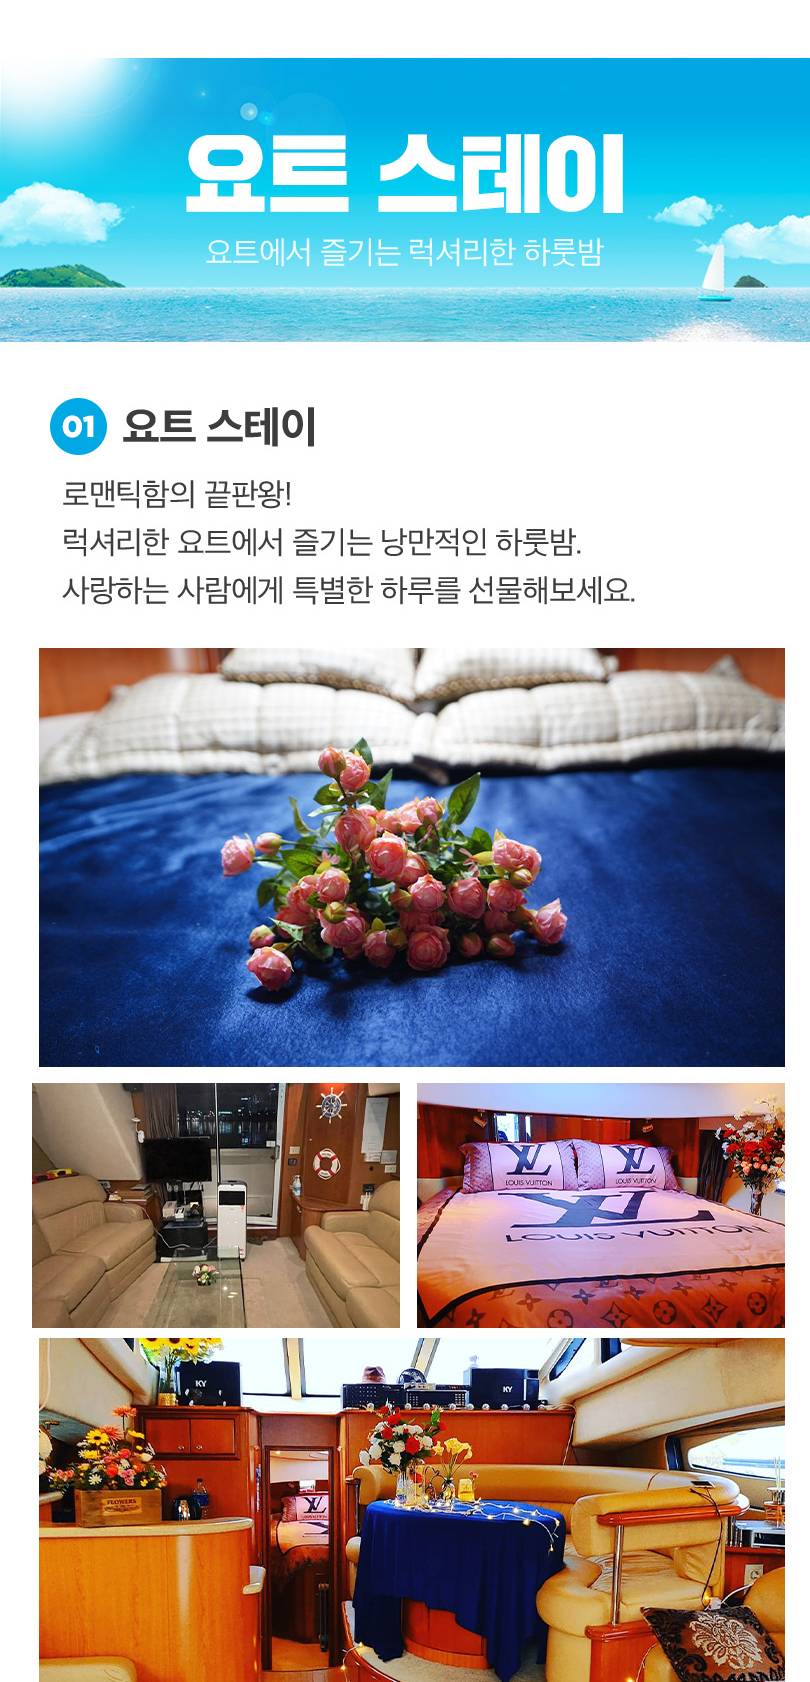 요트 스테이
요트에서 즐기는 럭셔리한 하룻밤
01 요트 스테이
로맨틱함의 끝판왕!
럭셔리한 요트에서 즐기는 낭만적인 하룻밤.
사랑하는 사람에게 특별한 하루를 선물해보세요.
LV LV
LOUIS VUITTON LOUIS VUITTON
LV
LOUIS VUITTON
KY KY
FLOWERS
LV